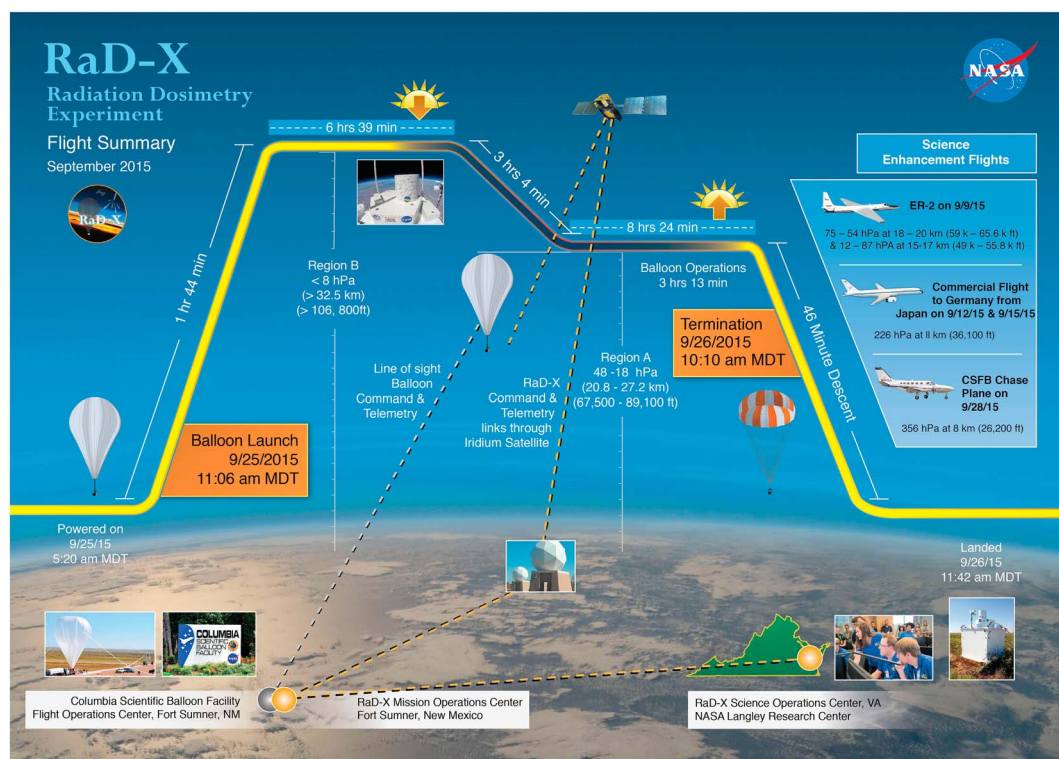 RaD-X
Radiation Dosimetry
Experiment
Flight Summary
September 2015
RaD-X
NASA
6 hrs 39 min
3 hrs 4 min
8 hrs 24 min
1 hr 44 min
46 Minute Descent
Region B
< 8 hPa
(> 32.5 km)
(> 106, 800ft)
Balloon Operations
3 hrs 13 min
Line of sight
Balloon
Command &
Telemetry
RaD-X
Command &
Telemetry
links through
Iridium Satellite
Region A
48 -18 hPa
(20.8 - 27.2 km)
(67,500 - 89,100 ft)
Termination
9/26/2015
10:10 am MDT
Balloon Launch
9/25/2015
11:06 am MDT
Science
Enhancement Flights
ER-2 on 9/9/15
75 – 54 hPa at 18 – 20 km (59 k – 65.6 k ft)
& 12 – 87 hPA at 15-17 km (49 k – 55.8 k ft)
Commercial Flight
to Germany from
Japan on 9/12/15 & 9/15/15
226 hPa at ll km (36,100 ft)
CSFB Chase
Plane on
9/28/15
356 hPa at 8 km (26,200 ft)
Powered on
9/25/15
5:20 am MDT
Landed
9/26/15
11:42 am MDT
COLUMBIA
SCIENTIFIC
BALLOON
FACILITY
Columbia Scientific Balloon Facility
Flight Operations Center, Fort Sumner, NM
RaD-X Mission Operations Center
Fort Sumner, New Mexico
RaD-X Science Operations Center, VA
NASA Langley Research Center